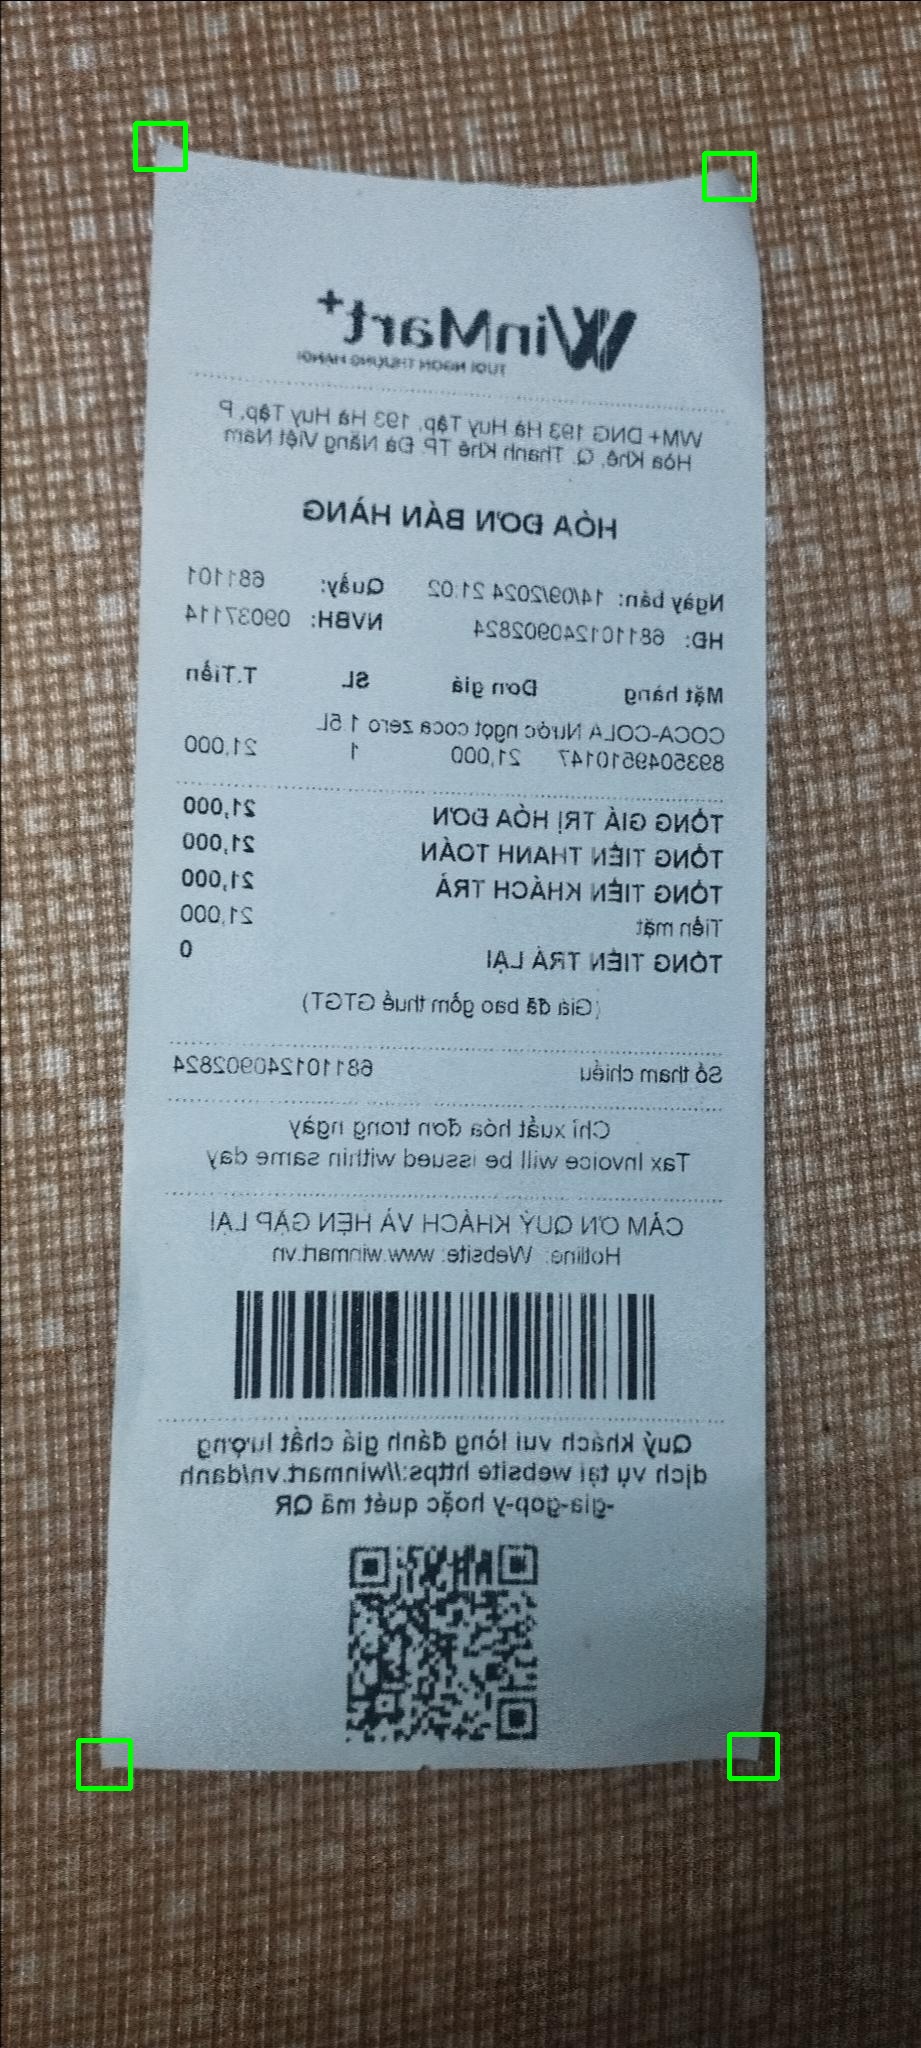 WinMart+
TƯƠI NGON THƯỢNG HẠNG
WM+ DNG 193 Hà Huy Tập, 193 Hà Huy Tập, P
Hòa Khê, Q. Thanh Khê TP. Đà Nẵng Việt Nam
HÓA ĐƠN BÁN HÀNG
Ngày bán: 14/09/2024 21:02 Quầy: 681101
HĐ: 681101240902824 NVBH: 09037114
Mặt hàng Đơn giá SL T.Tiền
COCA-COLA Nước ngọt coca zero 1.5L
8935049510147 21,000 1 21,000
TỔNG GIÁ TRỊ HÓA ĐƠN 21,000
TỔNG TIỀN THANH TOÁN 21,000
TỔNG TIỀN KHÁCH TRẢ 21,000
Tiền mặt 21,000
TỔNG TIỀN TRẢ LẠI 0
(Giá đã bao gồm thuế GTGT)
Số tham chiếu 681101240902824
Chỉ xuất hóa đơn trong ngày
Tax Invoice will be issued within same day
CẢM ƠN QUÝ KHÁCH VÀ HẸN GẶP LẠI
Hotline: Website: www.winmart.vn
Quý khách vui lòng đánh giá chất lượng
dịch vụ tại website https://winmart.vn/danh
-gia-gop-y hoặc quét mã QR